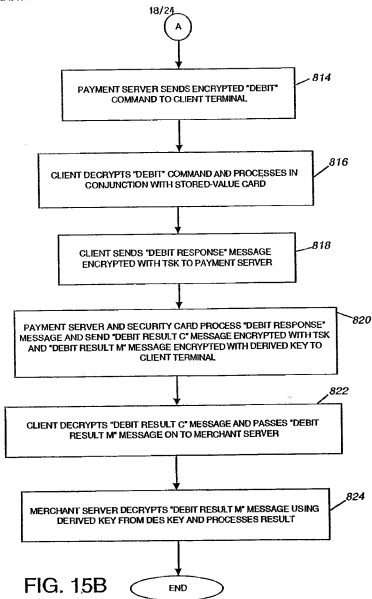 18/24
A
814
PAYMENT SERVER SENDS ENCRYPTED "DEBIT"
COMMAND TO CLIENT TERMINAL
816
CLIENT DECRYPTS "DEBIT" COMMAND AND PROCESSES IN
CONJUNCTION WITH STORED-VALUE CARD
818
CLIENT SENDS "DEBIT RESPONSE" MESSAGE
ENCRYPTED WITH TSK TO PAYMENT SERVER
820
PAYMENT SERVER AND SECURITY CARD PROCESS "DEBIT RESPONSE"
MESSAGE AND SEND "DEBIT RESULT C" MESSAGE ENCRYPTED WITH TSK
AND "DEBIT RESULT M" MESSAGE ENCRYPTED WITH DERIVED KEY TO
CLIENT TERMINAL
822
CLIENT DECRYPTS "DEBIT RESULT C" MESSAGE AND PASSES "DEBIT
RESULT M" MESSAGE ON TO MERCHANT SERVER
824
MERCHANT SERVER DECRYPTS "DEBIT RESULT M" MESSAGE USING
DERIVED KEY FROM DES KEY AND PROCESSES RESULT
FIG. 15B
END